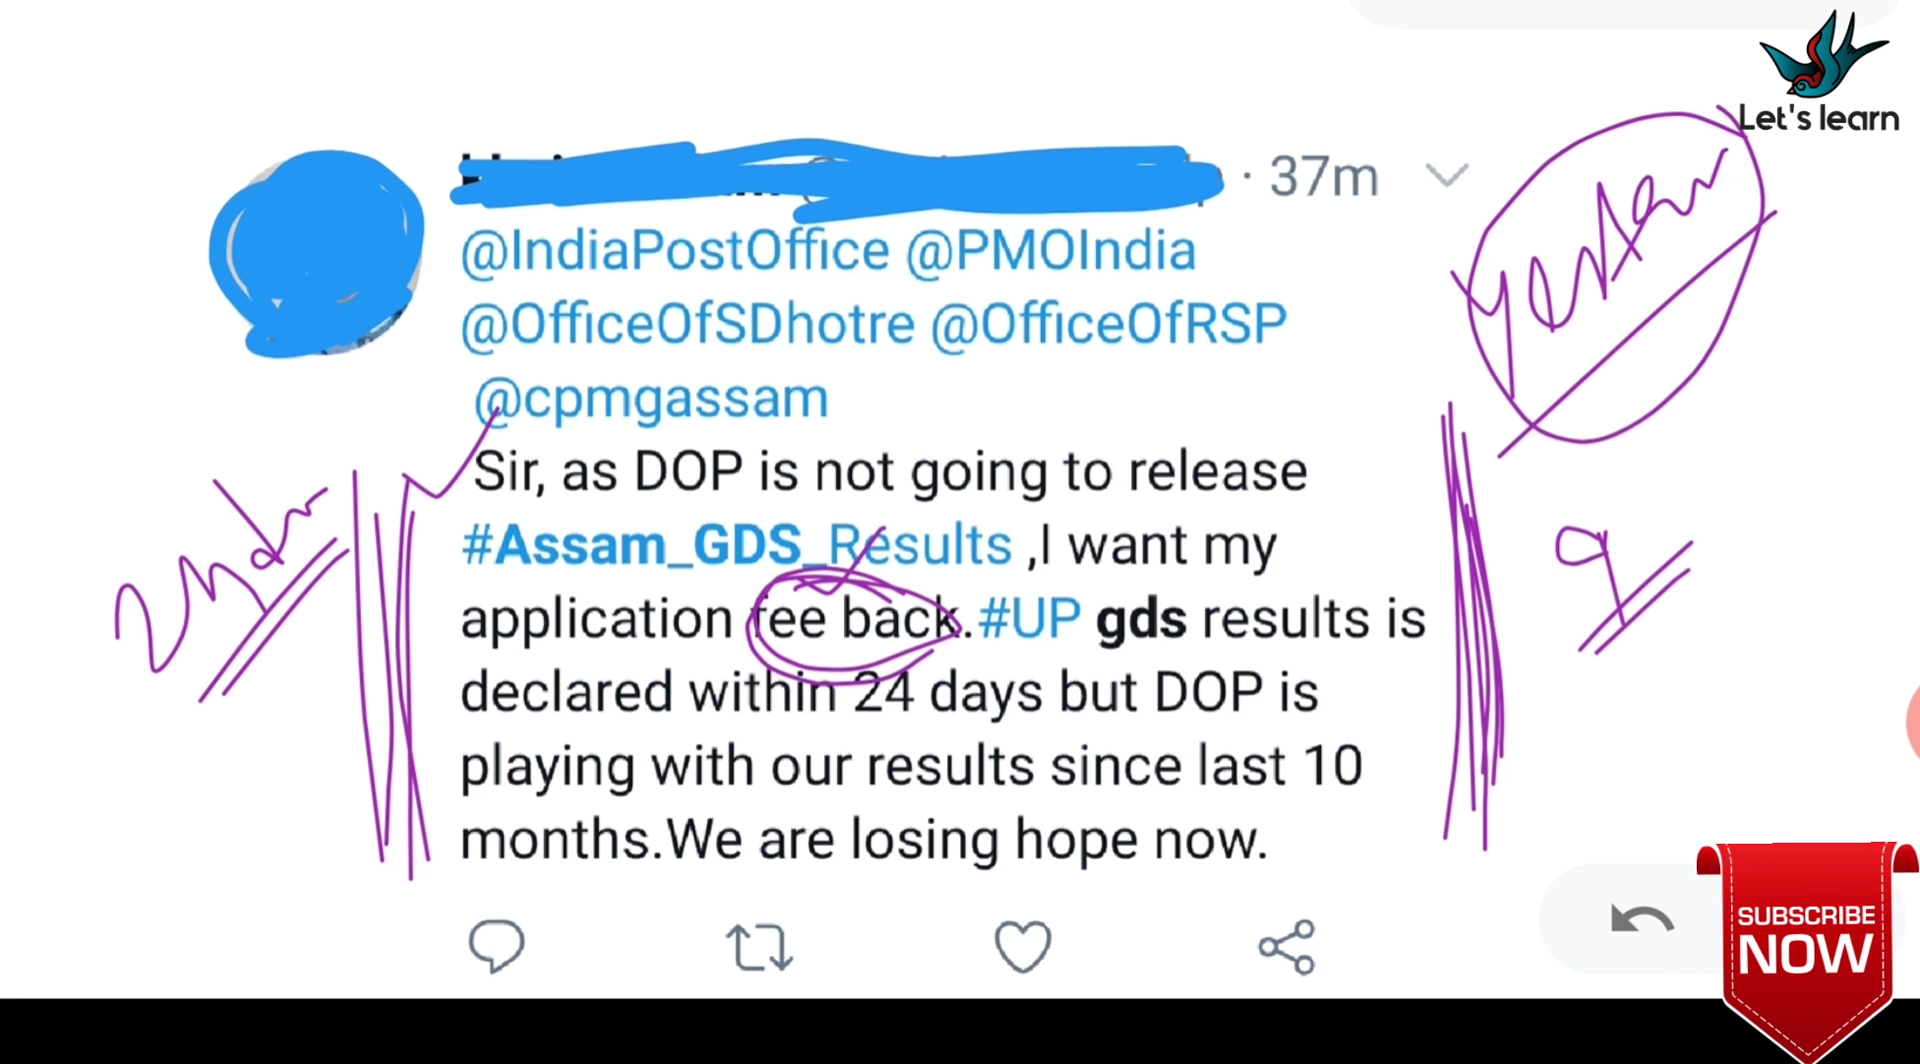 Let's learn
· 37m
@IndiaPostOffice @PMOIndia
@OfficeOfSDhotre @OfficeOfRSP
@cpmgassam
Sir, as DOP is not going to release
#Assam_GDS_Results ,I want my
application fee back.#UP gds results is
declared within 24 days but DOP is
playing with our results since last 10
months.We are losing hope now.
SUBSCRIBE
NOW